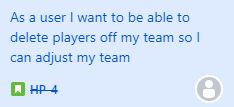 As a user I want to be able to
delete players off my team so I
can adjust my team
HP-4